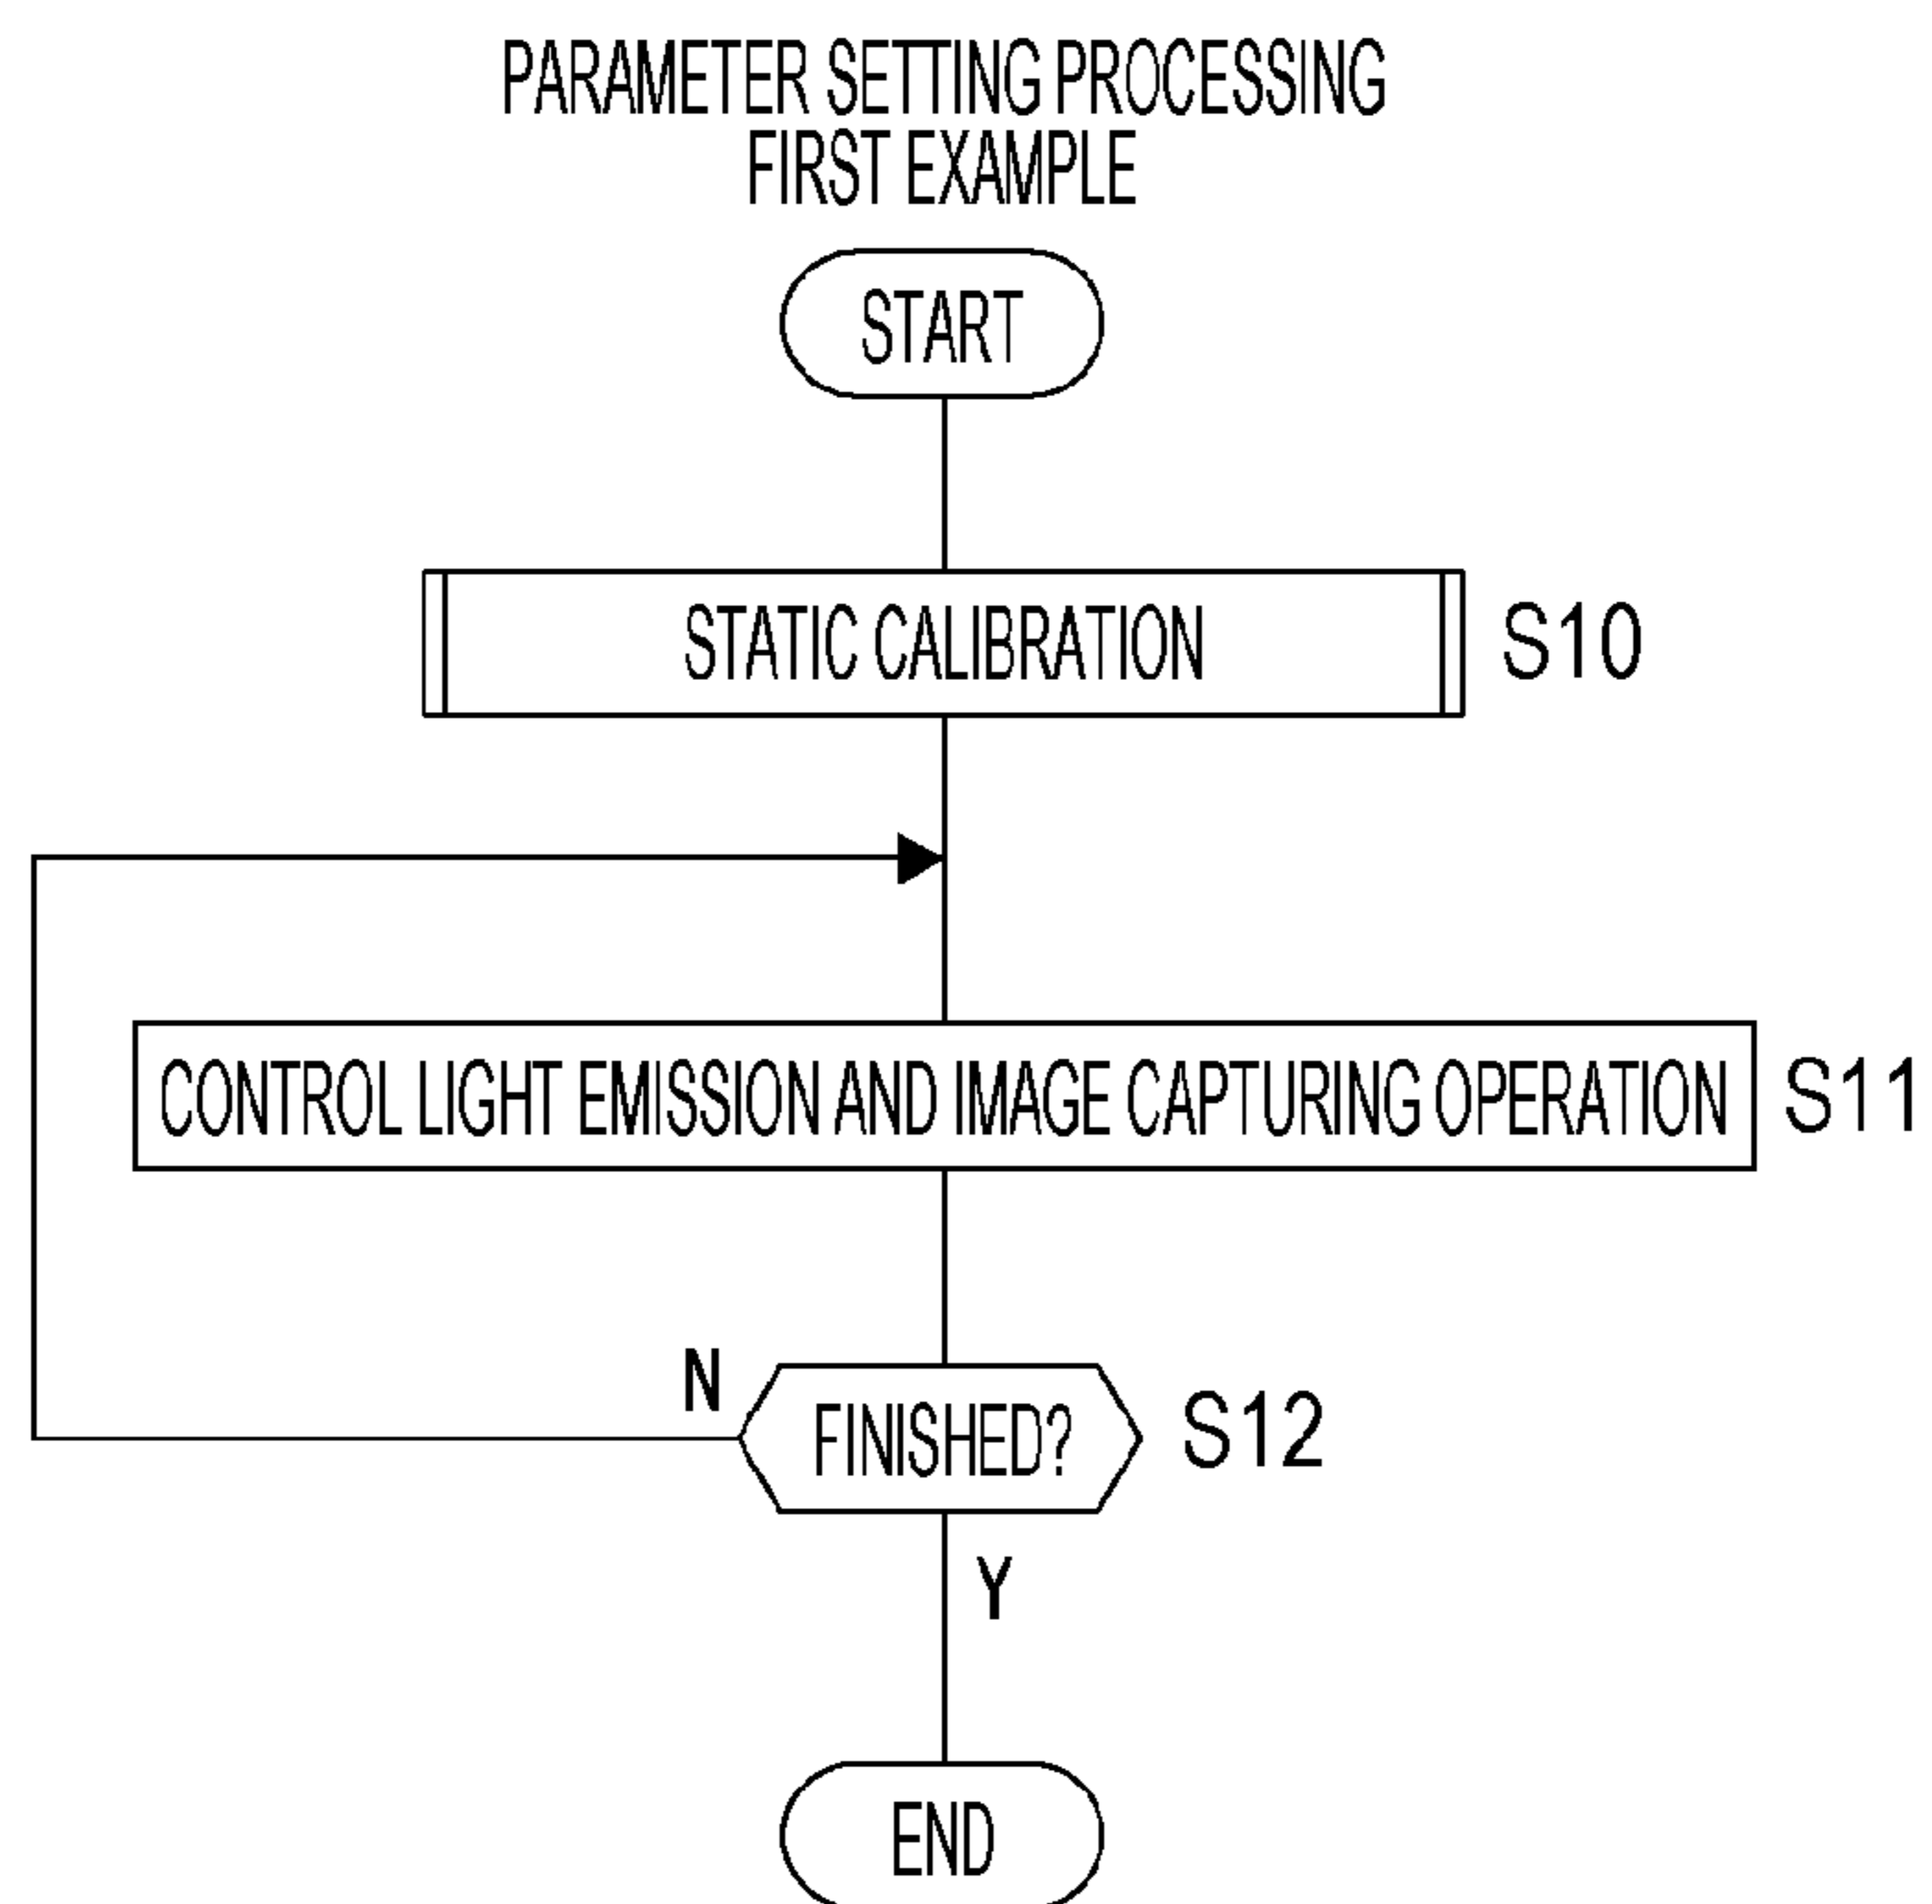 PARAMETER SETTING PROCESSING
FIRST EXAMPLE
START
STATIC CALIBRATION
S10
CONTROL LIGHT EMISSION AND IMAGE CAPTURING OPERATION
S11
N
FINISHED?
S12
Y
END